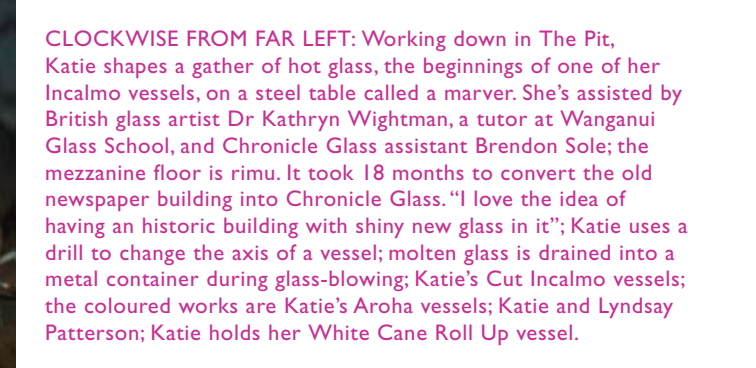 CLOCKWISE FROM FAR LEFT: Working down in The Pit,
Katie shapes a gather of hot glass, the beginnings of one of her
Incalmo vessels, on a steel table called a marver. She’s assisted by
British glass artist Dr Kathryn Wightman, a tutor at Wanganui
Glass School, and Chronicle Glass assistant Brendon Sole; the
mezzanine floor is rimu. It took 18 months to convert the old
newspaper building into Chronicle Glass. “I love the idea of
having an historic building with shiny new glass in it”; Katie uses a
drill to change the axis of a vessel; molten glass is drained into a
metal container during glass-blowing; Katie’s Cut Incalmo vessels;
the coloured works are Katie’s Aroha vessels; Katie and Lyndsay
Patterson; Katie holds her White Cane Roll Up vessel.